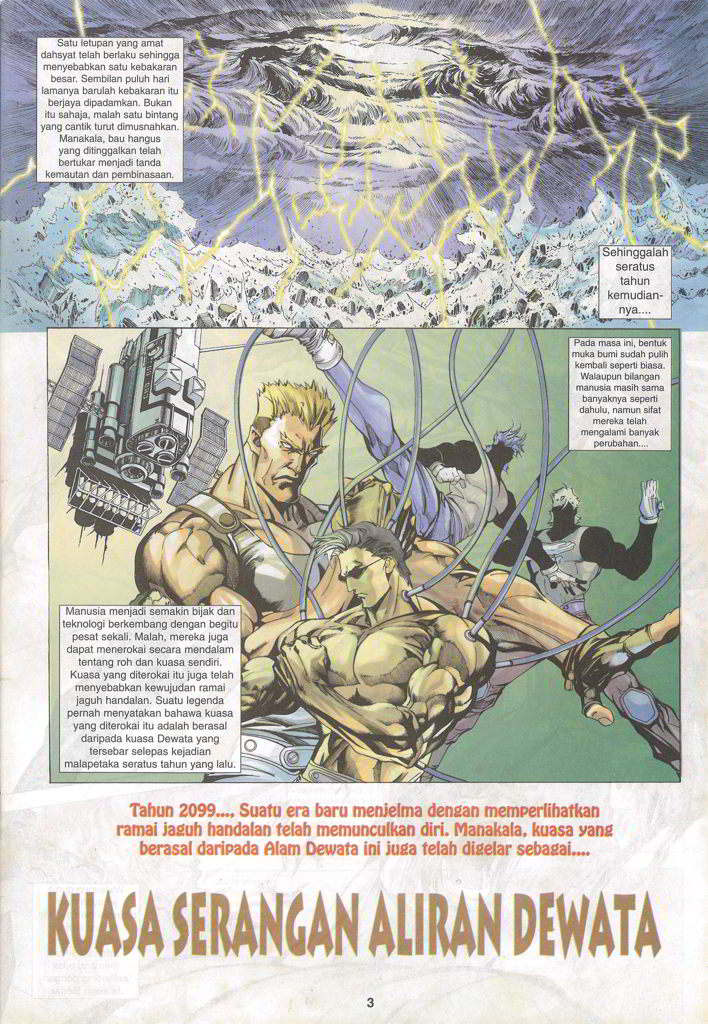 Satu letupan yang amat
dahsyat telah berlaku sehingga
menyebabkan satu kebakaran
besar. Sembilan puluh hari
lamanya barulah kebakaran itu
berjaya dipadamkan. Bukan
itu sahaja, malah satu bintang
yang cantik turut dimusnahkan.
Manakala, bau hangus
yang ditinggalkan telah
bertukar menjadi tanda
kemautan dan pembinasaan.
Sehinggalah
seratus
tahun
kemudian-
nya....
Pada masa ini, bentuk
muka bumi sudah pulih
kembali seperti biasa.
Walaupun bilangan
manusia masih sama
banyaknya seperti
dahulu, namun sifat
mereka telah
mengalami banyak
perubahan....
Manusia menjadi semakin bijak dan
teknologi berkembang dengan begitu
pesat sekali. Malah, mereka juga
dapat menerokai secara mendalam
tentang roh dan kuasa sendiri.
Kuasa yang diterokai itu juga telah
menyebabkan kewujudan ramai
jaguh handalan. Suatu legenda
pernah menyatakan bahawa kuasa
yang diterokai itu adalah berasal
daripada kuasa Dewata yang
tersebar selepas kejadian
malapetaka seratus tahun yang lalu.
Tahun 2099..., Suatu era baru menjelma dengan memperlihatkan
ramai jaguh handalan telah memunculkan diri. Manakala, kuasa yang
berasal daripada Alam Dewata ini juga telah digelar sebagai....
KUASA SERANGAN ALIRAN DEWATA
3